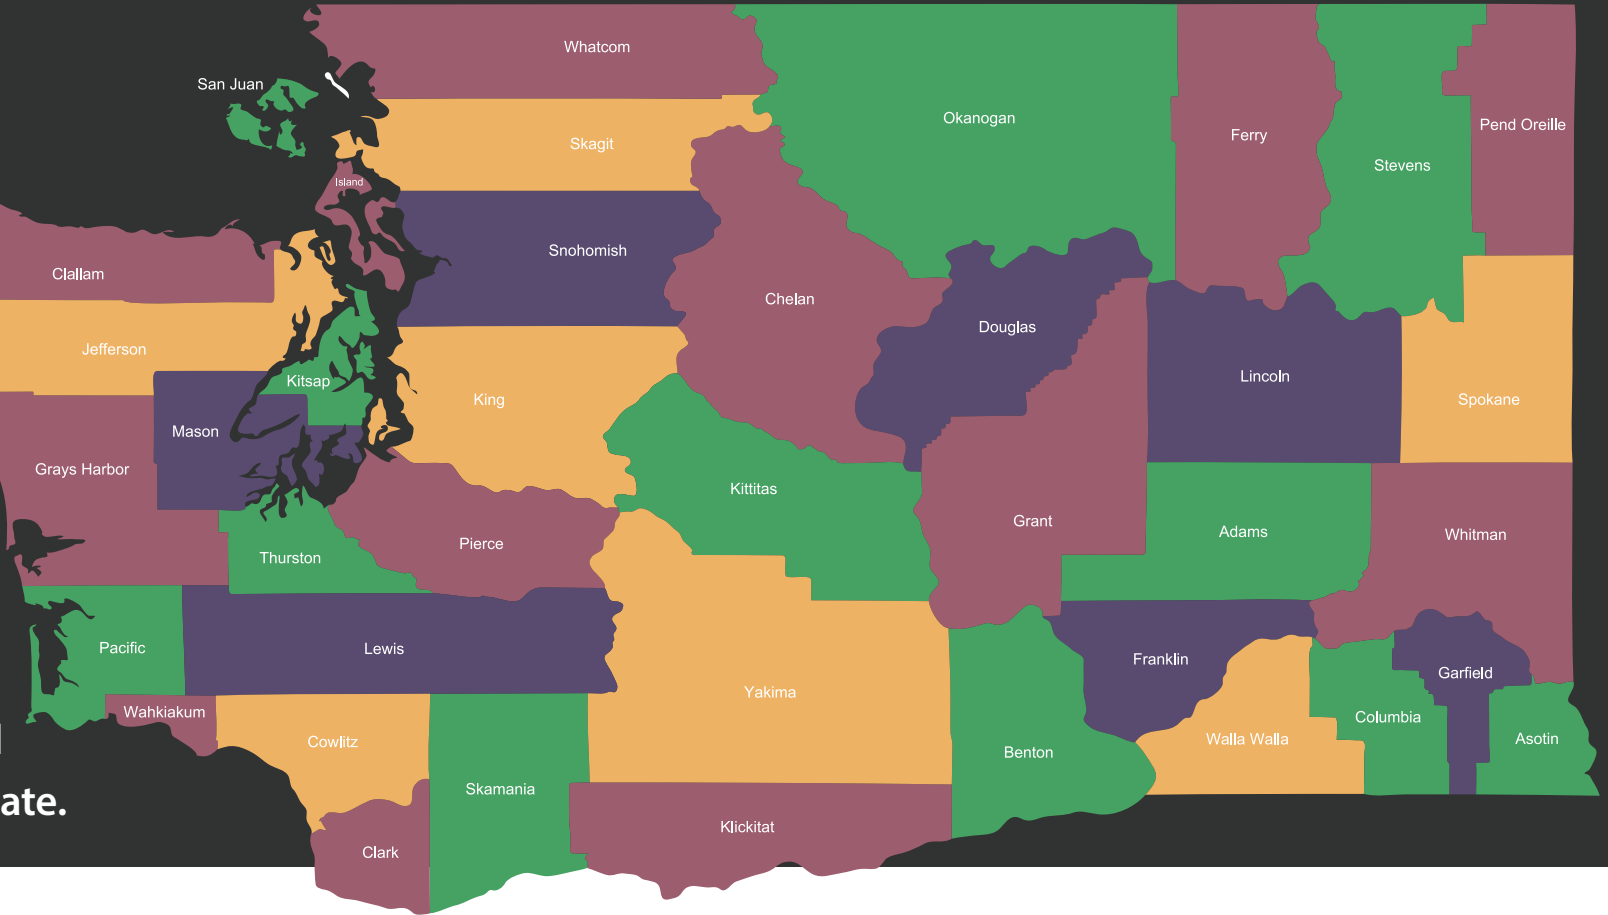 Whatcom
San Juan
Okanogan
Pend Oreille
Ferry
Skagit
Stevens
Island
Snohomish
Clallam
Chelan
Douglas
Jefferson
Lincoln
Kitsap
King
Spokane
Mason
Grays Harbor
Kittitas
Grant
Adams
Whitman
Pierce
Thurston
Pacific
Lewis
Franklin
Garfield
Yakima
Wahkiakum
Columbia
Cowlitz
Walla Walla
Asotin
Benton
Skamania
ate.
Klickitat
Clark